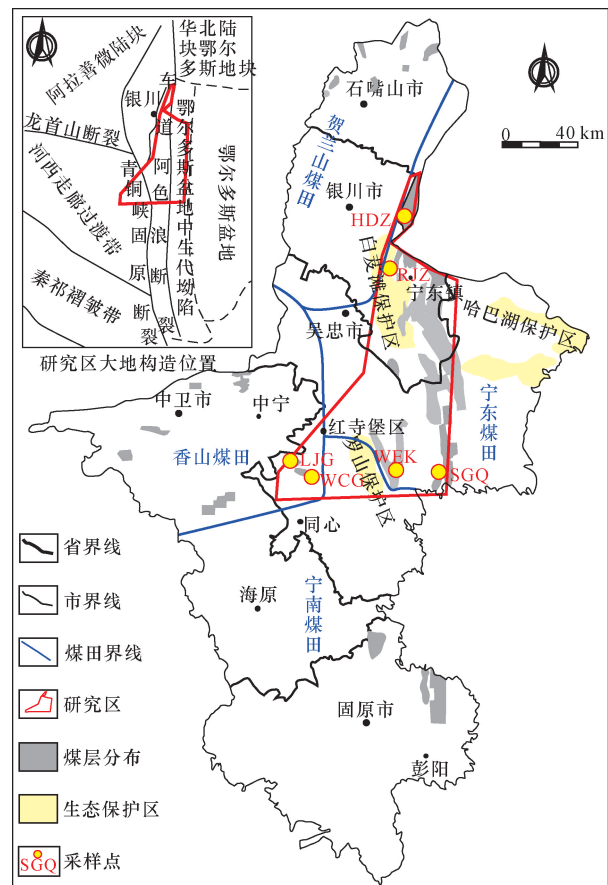 华北陆块鄂尔多斯地块
阿拉善微陆块
银川
龙首山断裂
河西走廊过渡带
秦祁褶皱带
青铜峡固原断裂
车道阿色浪断裂
鄂尔多斯盆地中生代坳陷
鄂尔多斯盆地
研究区大地构造位置
0 40 km
石嘴山市
贺兰山煤田
银川市
HDZ
RJZ
白芨滩保护区
宁东镇
哈巴湖保护区
吴忠市
宁东煤田
中卫市
中宁
红寺堡区
香山煤田
LJG
WCG
罗山保护区
WEK
SGQ
同心
海原
宁南煤田
固原市
彭阳
省界线
市界线
煤田界线
研究区
煤层分布
生态保护区
SGQ 采样点